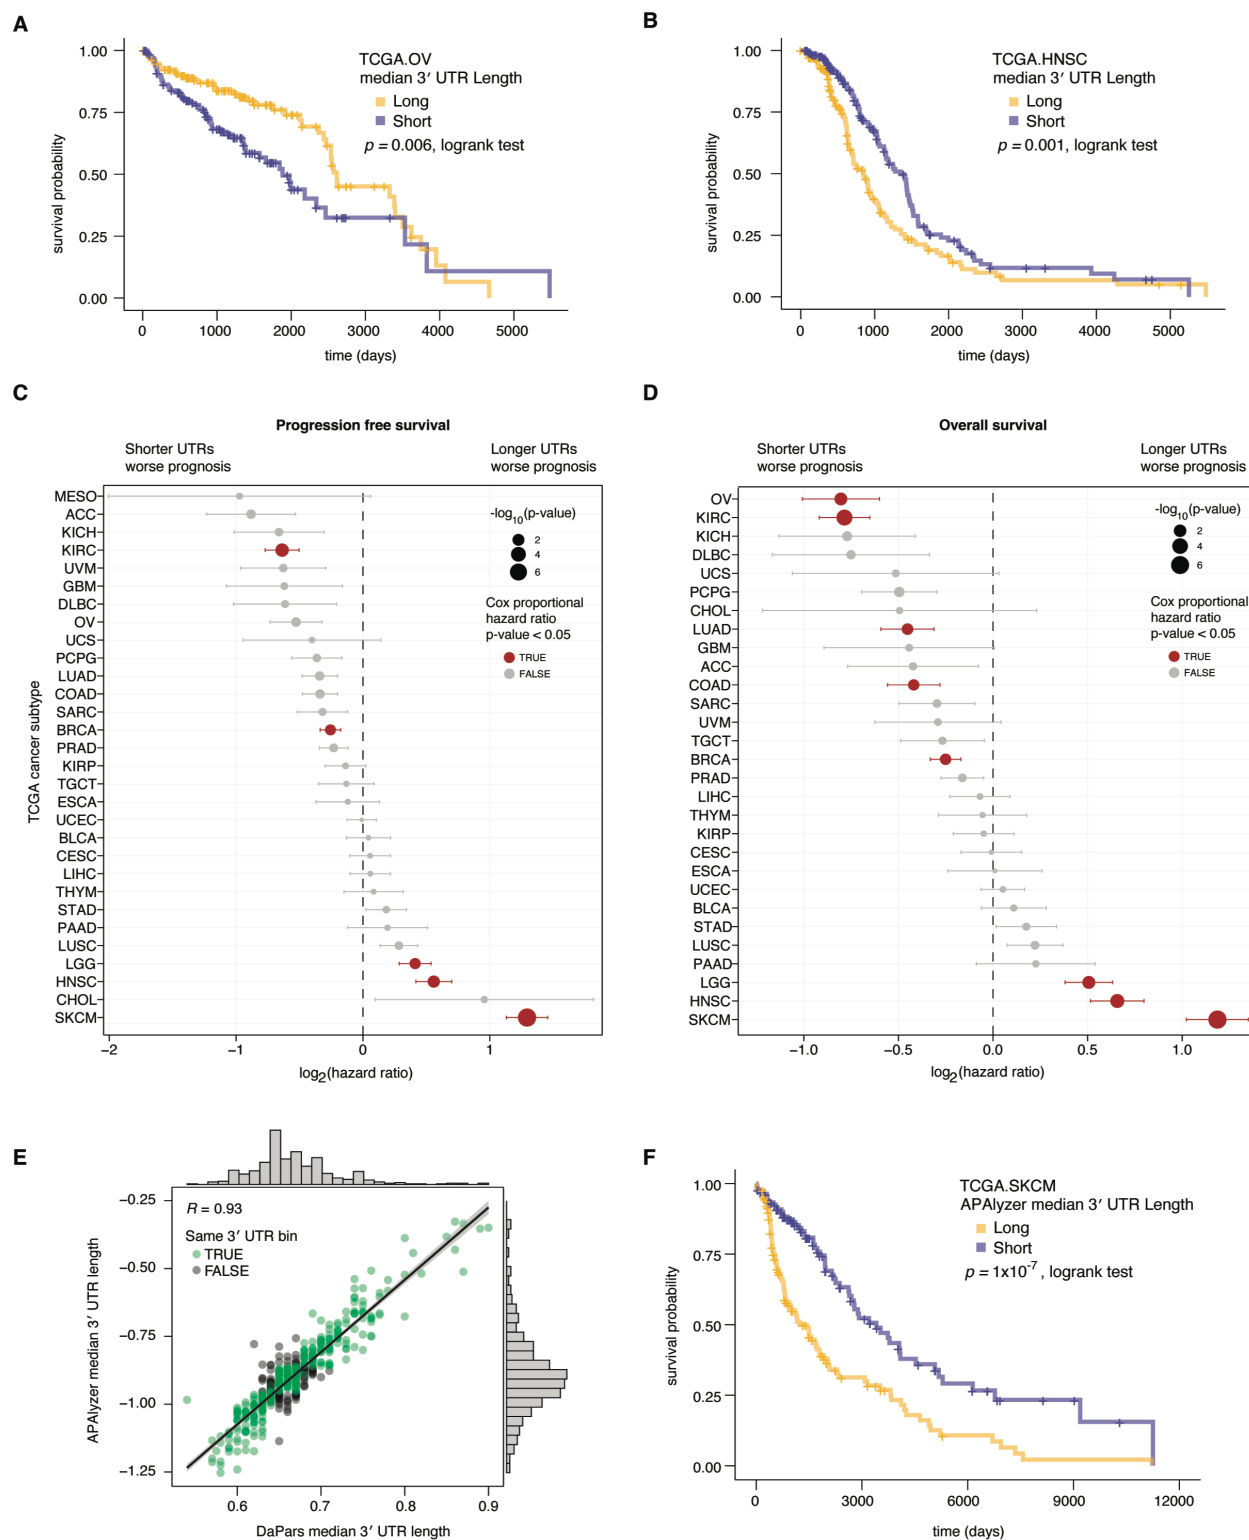 A
TCGA.OV
median 3′ UTR Length
Long
Short
p = 0.006, logrank test
survival probability
1.00
0.75
0.50
0.25
0.00
0
1000
2000
3000
4000
5000
time (days)
B
TCGA.HNSC
median 3′ UTR Length
Long
Short
p = 0.001, logrank test
survival probability
1.00
0.75
0.50
0.25
0.00
0
1000
2000
3000
4000
5000
time (days)
C
Progression free survival
Shorter UTRs
worse prognosis
Longer UTRs
worse prognosis
TCGA cancer subtype
MESO
ACC
KICH
KIRC
UVM
GBM
DLBC
OV
UCS
PCPG
LUAD
COAD
SARC
BRCA
PRAD
KIRP
TGCT
ESCA
UCEC
BLCA
CESC
LIHC
THYM
STAD
PAAD
LUSC
LGG
HNSC
CHOL
SKCM
-log10(p-value)
2
4
6
Cox proportional
hazard ratio
p-value < 0.05
TRUE
FALSE
−2
−1
0
1
log2(hazard ratio)
D
Overall survival
Shorter UTRs
worse prognosis
Longer UTRs
worse prognosis
OV
KIRC
KICH
DLBC
UCS
PCPG
CHOL
LUAD
GBM
ACC
COAD
SARC
UVM
TGCT
BRCA
PRAD
LIHC
THYM
KIRP
CESC
ESCA
UCEC
BLCA
STAD
LUSC
PAAD
LGG
HNSC
SKCM
-log10(p-value)
2
4
6
Cox proportional
hazard ratio
p-value < 0.05
TRUE
FALSE
−1.0
−0.5
0.0
0.5
1.0
log2(hazard ratio)
E
R = 0.93
Same 3′ UTR bin
TRUE
FALSE
APAlyzer median 3′ UTR length
−0.25
−0.50
−0.75
−1.00
−1.25
0.6
0.7
0.8
0.9
DaPars median 3′ UTR length
F
TCGA.SKCM
APAlyzer median 3′ UTR Length
Long
Short
p = 1x10-7 , logrank test
survival probability
1.00
0.75
0.50
0.25
0.00
0
3000
6000
9000
12000
time (days)